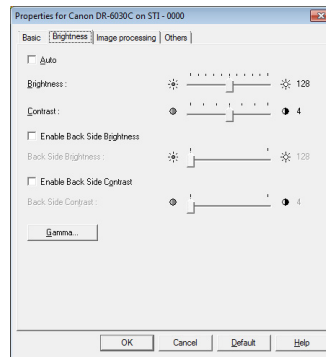 Properties for Canon DR-6030C on STI - 0000
Basic Brightness Image processing Others
Auto
Brightness : 128
Contrast : 4
Enable Back Side Brightness
Back Side Brightness : 128
Enable Back Side Contrast
Back Side Contrast : 4
Gamma...
OK Cancel Default Help